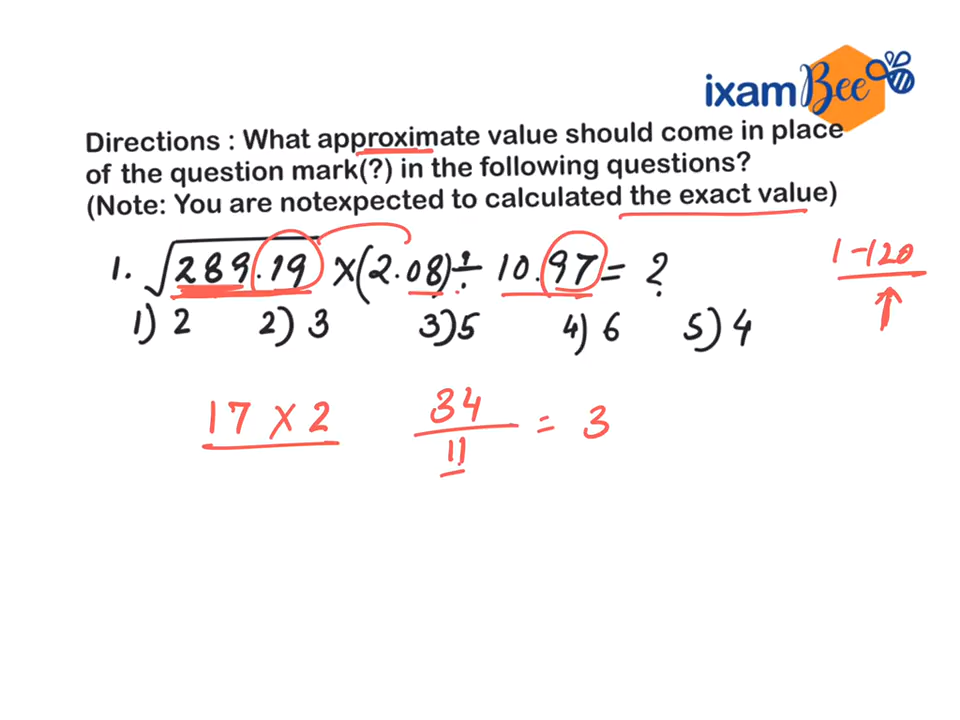 ixamBee
Directions : What approximate value should come in place
of the question mark(?) in the following questions?
(Note: You are notexpected to calculated the exact value)
1. √289.19 × (2.08) ÷ 10.97 = ?
1) 2 2) 3 3) 5 4) 6 5) 4
1-120
17 × 2 34/11 = 3